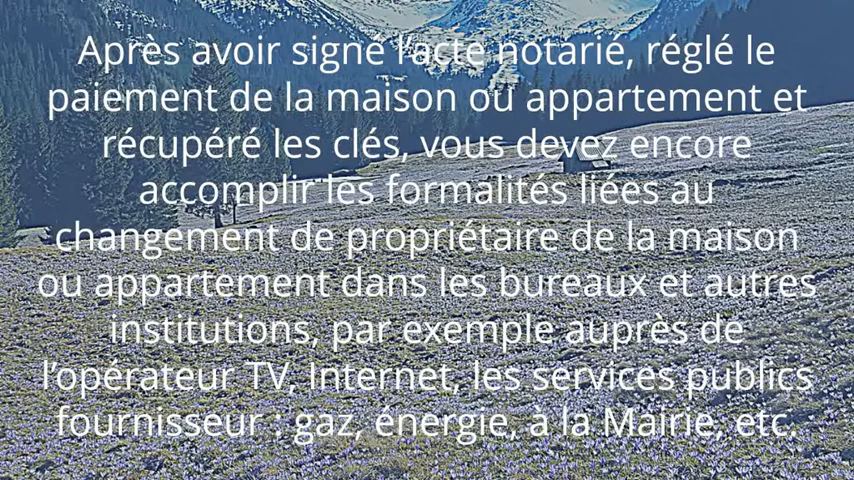 Après avoir signé l’acte notarié, réglé le
paiement de la maison ou appartement et
récupéré les clés, vous devez encore
accomplir les formalités liées au
changement de propriétaire de la maison
ou appartement dans les bureaux et autres
institutions, par exemple auprès de
l’opérateur TV, Internet, les services publics
fournisseur : gaz, énergie, à la Mairie, etc.